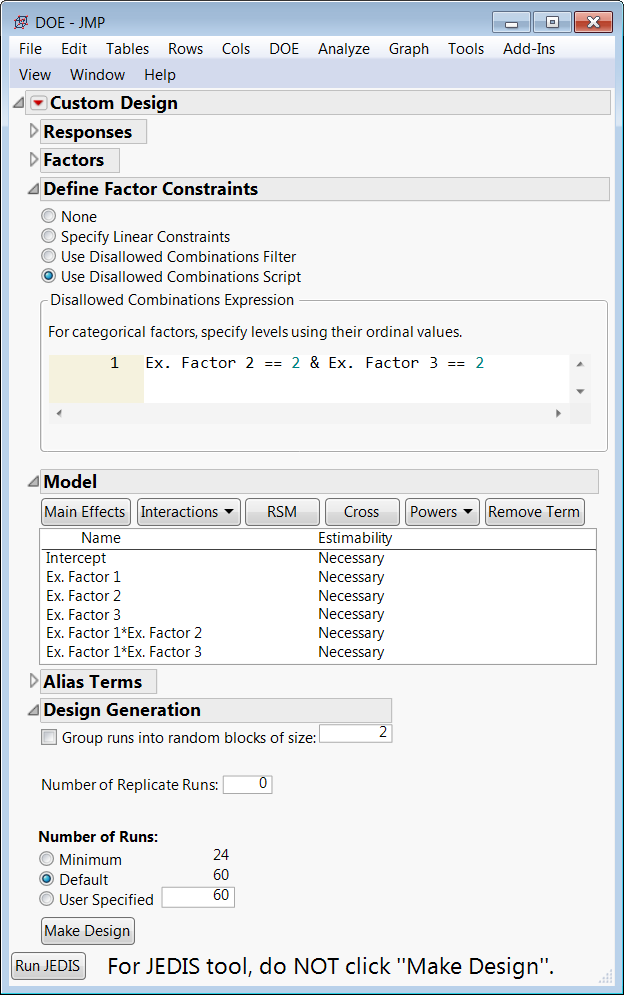 DOE - JMP
File Edit Tables Rows Cols DOE Analyze Graph Tools Add-Ins
View Window Help
Custom Design
Responses
Factors
Define Factor Constraints
None
Specify Linear Constraints
Use Disallowed Combinations Filter
Use Disallowed Combinations Script
Disallowed Combinations Expression
For categorical factors, specify levels using their ordinal values.
1 Ex. Factor 2 == 2 & Ex. Factor 3 == 2
Model
Main Effects Interactions RSM Cross Powers Remove Term
Name Estimability
Intercept Necessary
Ex. Factor 1 Necessary
Ex. Factor 2 Necessary
Ex. Factor 3 Necessary
Ex. Factor 1*Ex. Factor 2 Necessary
Ex. Factor 1*Ex. Factor 3 Necessary
Alias Terms
Design Generation
Group runs into random blocks of size: 2
Number of Replicate Runs: 0
Number of Runs:
Minimum 24
Default 60
User Specified 60
Make Design
Run JEDIS For JEDIS tool, do NOT click "Make Design".